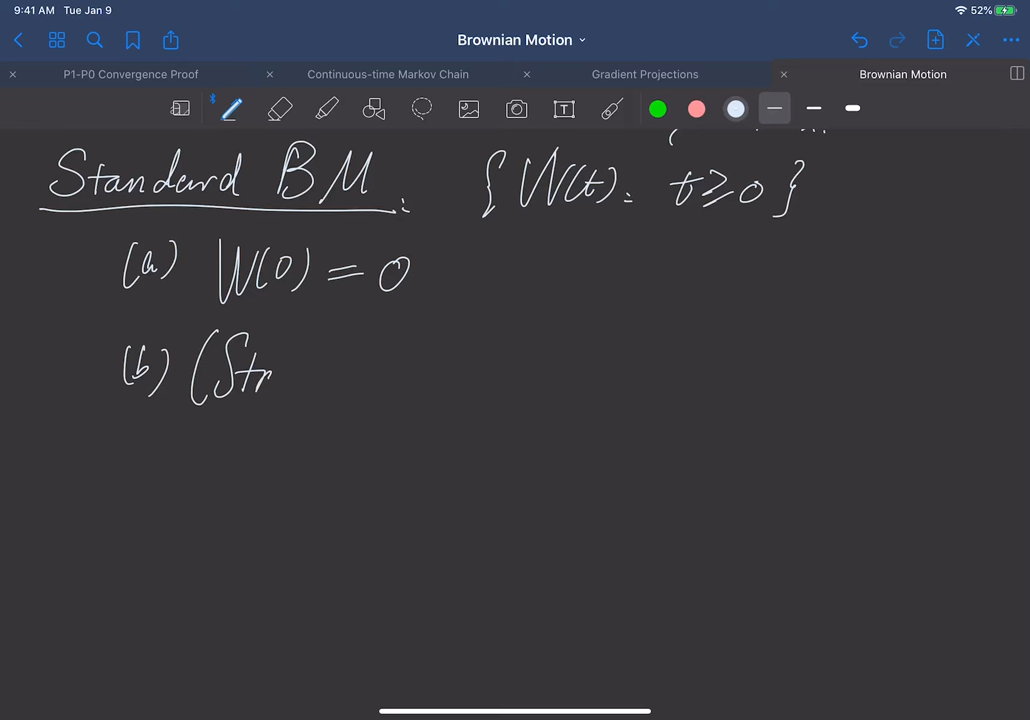 9:41 AM Tue Jan 9 52%
Brownian Motion
P1-P0 Convergence Proof Continuous-time Markov Chain Gradient Projections Brownian Motion
Standard BM: {W(t): t≥0}
(a) W(0) = 0
(b) (Str